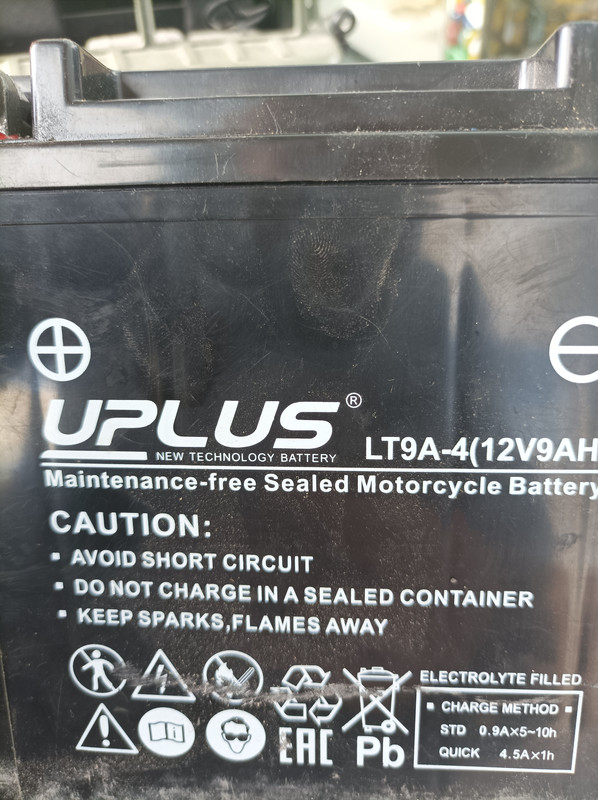 UPLUS®
NEW TECHNOLOGY BATTERY
LT9A-4(12V9AH
Maintenance-free Sealed Motorcycle Battery
CAUTION:
▪ AVOID SHORT CIRCUIT
▪ DO NOT CHARGE IN A SEALED CONTAINER
▪ KEEP SPARKS,FLAMES AWAY
EAC
Pb
ELECTROLYTE FILLED
▪ CHARGE METHOD ▪
STD 0.9A×5~10h
QUICK 4.5A×1h